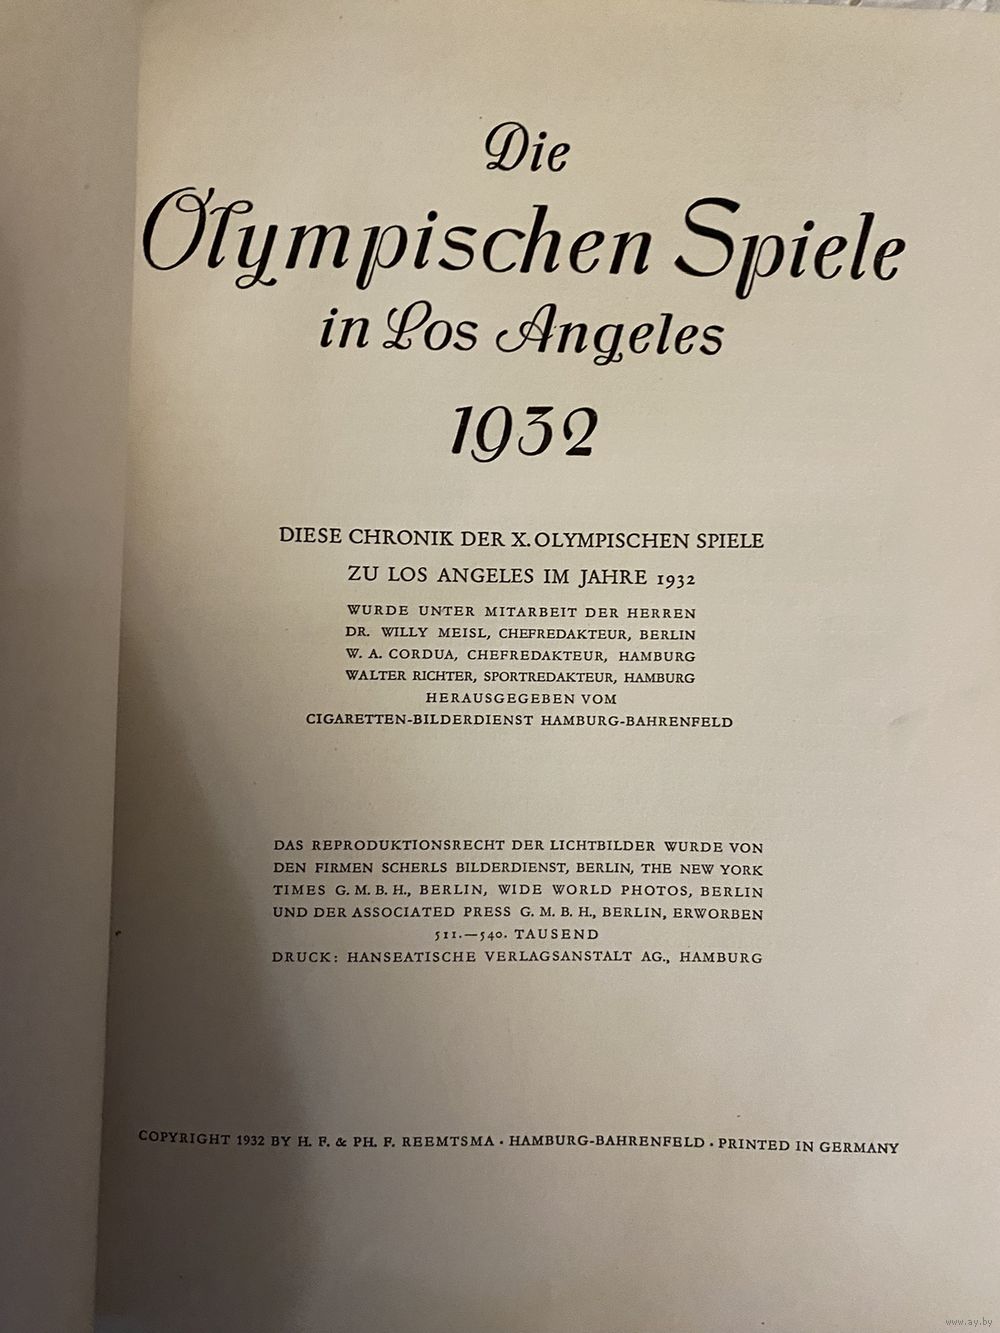 Die
Olympischen Spiele
in Los Angeles
1932
DIESE CHRONIK DER X. OLYMPISCHEN SPIELE
ZU LOS ANGELES IM JAHRE 1932
WURDE UNTER MITARBEIT DER HERREN
DR. WILLY MEISL, CHEFREDAKTEUR, BERLIN
W. A. CORDUA, CHEFREDAKTEUR, HAMBURG
WALTER RICHTER, SPORTREDAKTEUR, HAMBURG
HERAUSGEGEBEN VOM
CIGARETTEN-BILDERDIENST HAMBURG-BAHRENFELD
DAS REPRODUKTIONSRECHT DER LICHTBILDER WURDE VON
DEN FIRMEN SCHERLS BILDERDIENST, BERLIN, THE NEW YORK
TIMES G. M. B. H., BERLIN, WIDE WORLD PHOTOS, BERLIN
UND DER ASSOCIATED PRESS G. M. B. H., BERLIN, ERWORBEN
511.—540. TAUSEND
DRUCK: HANSEATISCHE VERLAGSANSTALT AG., HAMBURG
COPYRIGHT 1932 BY H. F. & PH. F. REEMTSMA · HAMBURG-BAHRENFELD · PRINTED IN GERMANY
www.ay.by